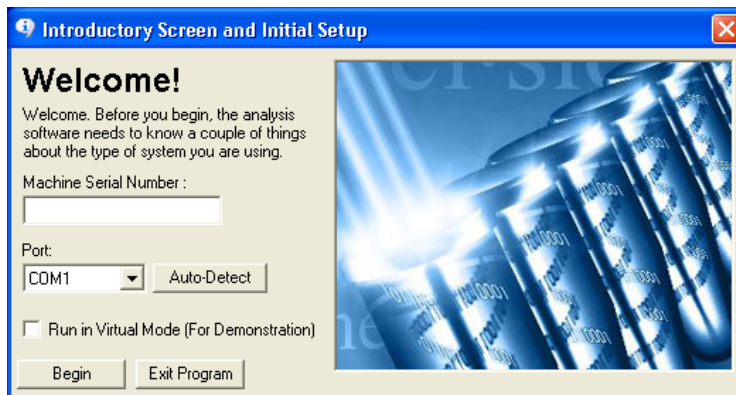 Introductory Screen and Initial Setup
Welcome!
Welcome. Before you begin, the analysis
software needs to know a couple of things
about the type of system you are using.
Machine Serial Number :
Port:
COM1
Auto-Detect
Run in Virtual Mode (For Demonstration)
Begin
Exit Program